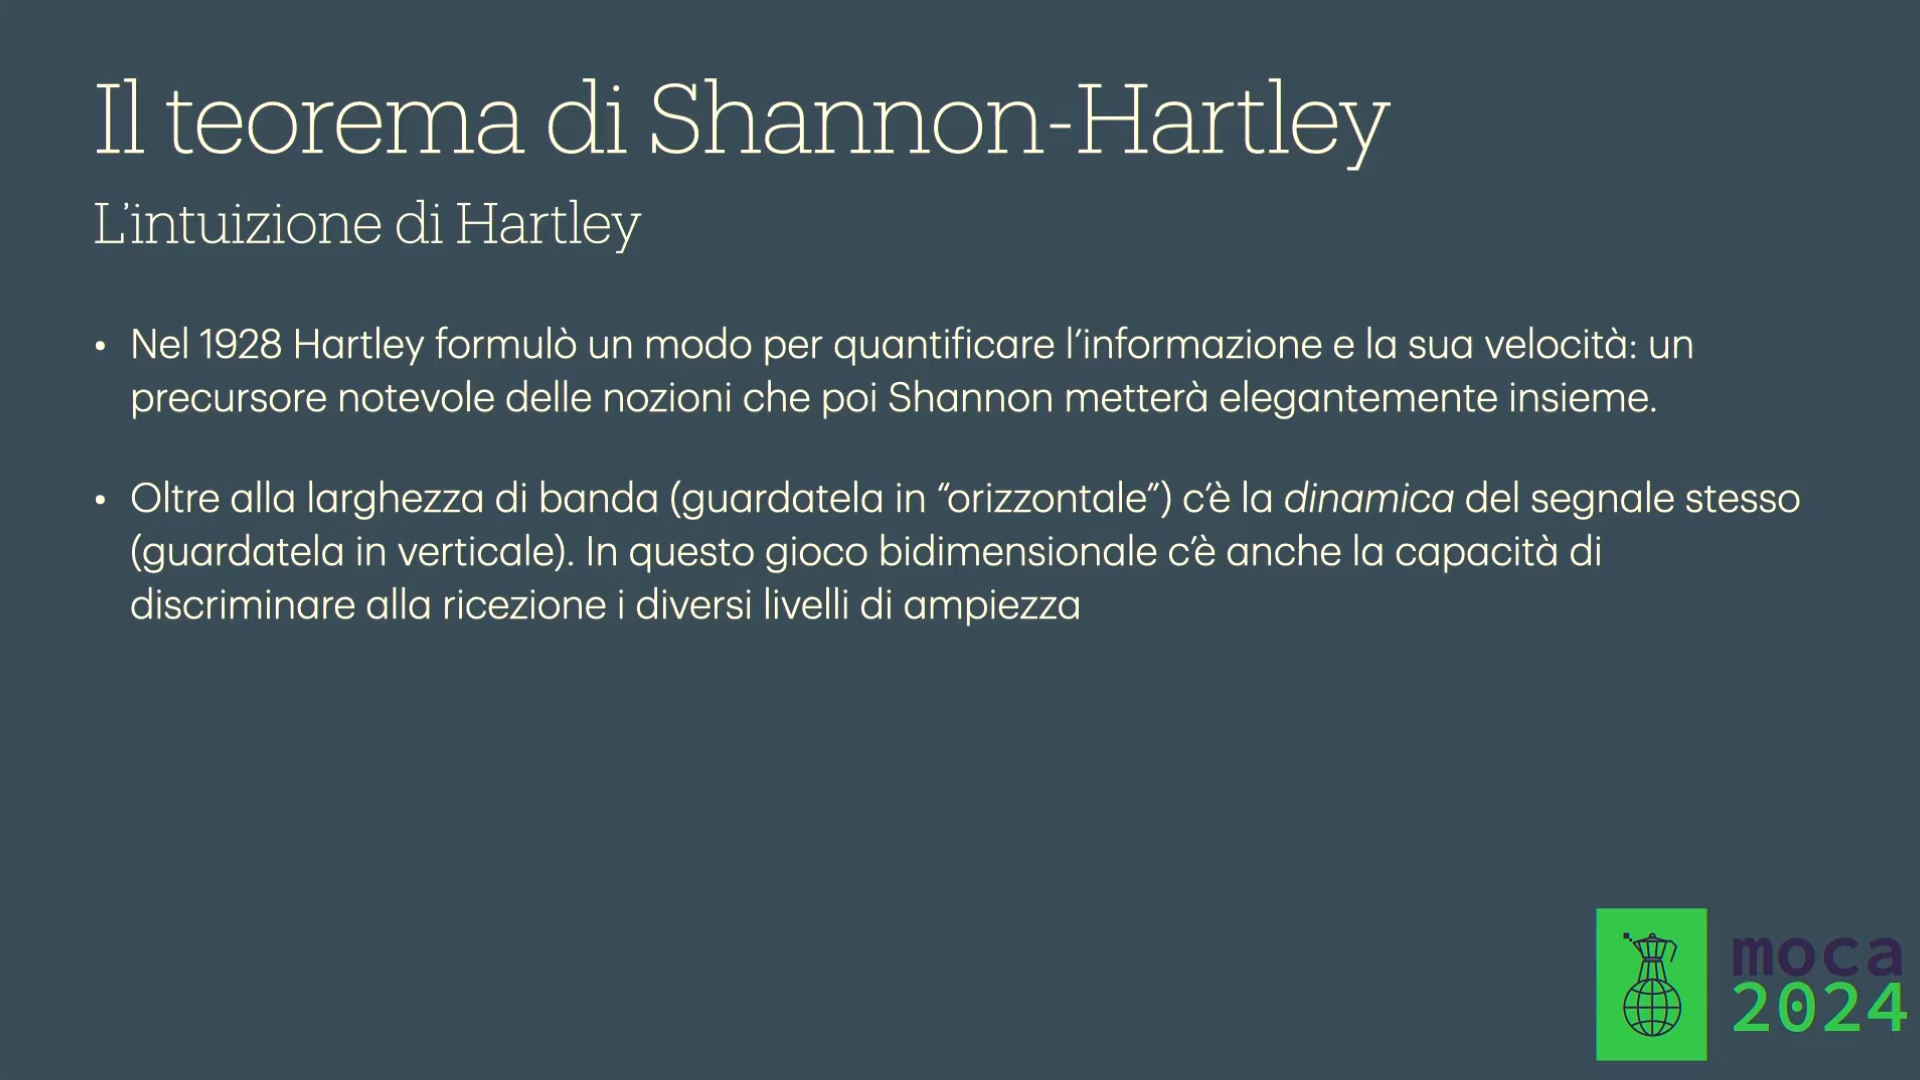 Il teorema di Shannon-Hartley
L’intuizione di Hartley
• Nel 1928 Hartley formulò un modo per quantificare l’informazione e la sua velocità: un
precursore notevole delle nozioni che poi Shannon metterà elegantemente insieme.
• Oltre alla larghezza di banda (guardatela in “orizzontale”) c’è la dinamica del segnale stesso
(guardatela in verticale). In questo gioco bidimensionale c’è anche la capacità di
discriminare alla ricezione i diversi livelli di ampiezza
moca
2024